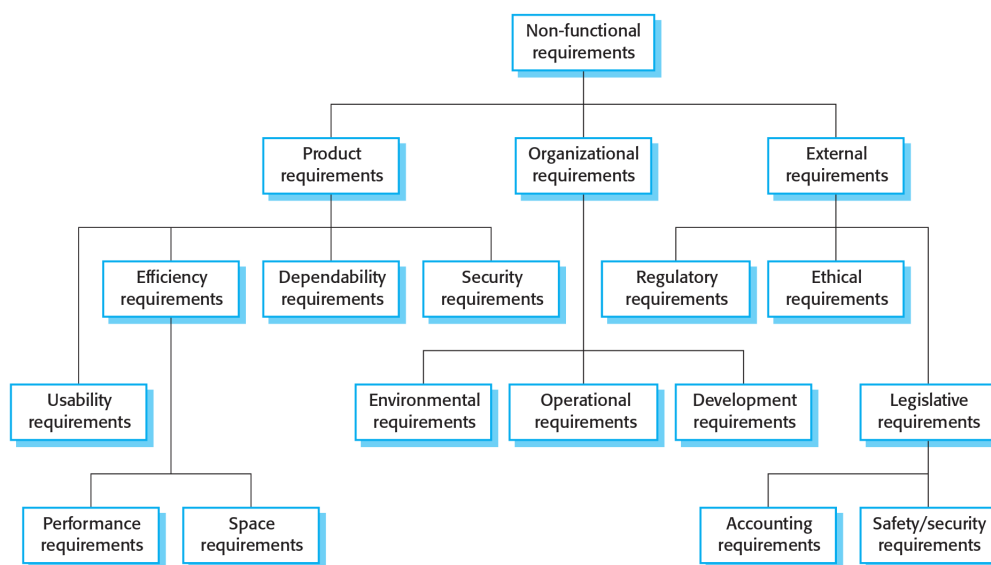 Non-functional
requirements
Product
requirements
Organizational
requirements
External
requirements
Efficiency
requirements
Dependability
requirements
Security
requirements
Regulatory
requirements
Ethical
requirements
Usability
requirements
Environmental
requirements
Operational
requirements
Development
requirements
Legislative
requirements
Performance
requirements
Space
requirements
Accounting
requirements
Safety/security
requirements